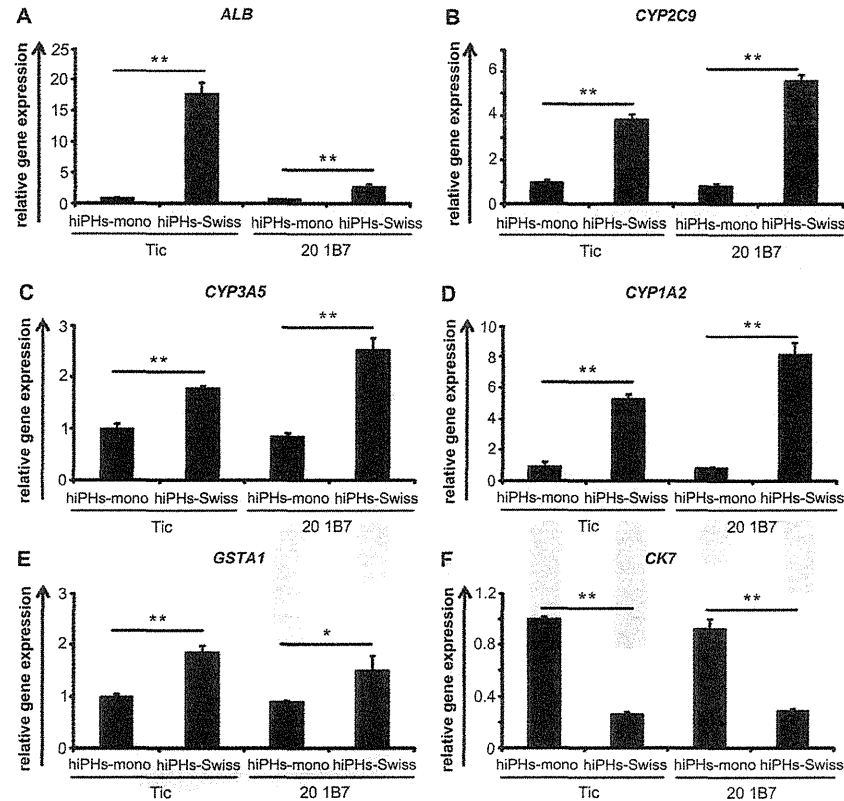 A
ALB
relative gene expression
25
20
15
10
5
0
**
**
hiPHs-mono hiPHs-Swiss hiPHs-mono hiPHs-Swiss
Tic 20 1B7
B
CYP2C9
relative gene expression
6
4
2
0
**
**
hiPHs-mono hiPHs-Swiss hiPHs-mono hiPHs-Swiss
Tic 20 1B7
C
CYP3A5
relative gene expression
3
2
1
0
**
**
hiPHs-mono hiPHs-Swiss hiPHs-mono hiPHs-Swiss
Tic 20 1B7
D
CYP1A2
relative gene expression
10
8
6
4
2
0
**
**
hiPHs-mono hiPHs-Swiss hiPHs-mono hiPHs-Swiss
Tic 20 1B7
E
GSTA1
relative gene expression
3
2
1
0
**
*
hiPHs-mono hiPHs-Swiss hiPHs-mono hiPHs-Swiss
Tic 20 1B7
F
CK7
relative gene expression
1.2
0.8
0.4
0
**
**
hiPHs-mono hiPHs-Swiss hiPHs-mono hiPHs-Swiss
Tic 20 1B7